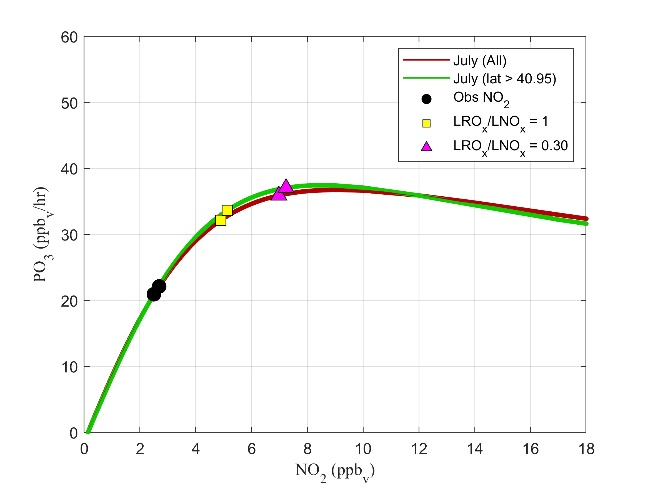 60
50
40
30
20
10
0
PO3 (ppbv/hr)
July (All)
July (lat > 40.95)
Obs NO2
LROx/LNOx = 1
LROx/LNOx = 0.30
0 2 4 6 8 10 12 14 16 18
NO2 (ppbv)